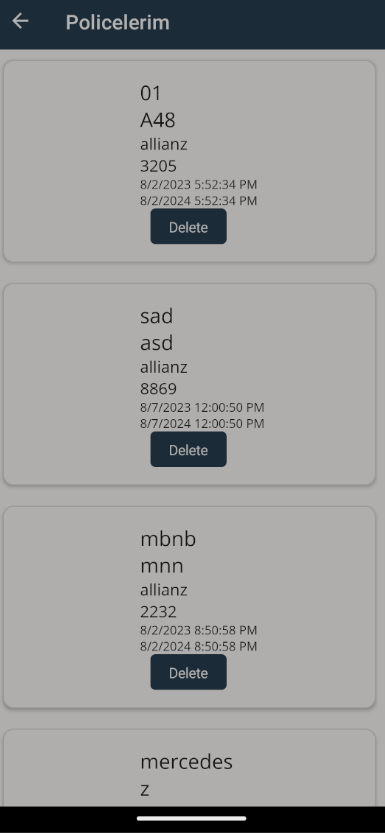 Policelerim
01
A48
allianz
3205
8/2/2023 5:52:34 PM
8/2/2024 5:52:34 PM
Delete
sad
asd
allianz
8869
8/7/2023 12:00:50 PM
8/7/2024 12:00:50 PM
Delete
mbnb
mnn
allianz
2232
8/2/2023 8:50:58 PM
8/2/2024 8:50:58 PM
Delete
mercedes
z